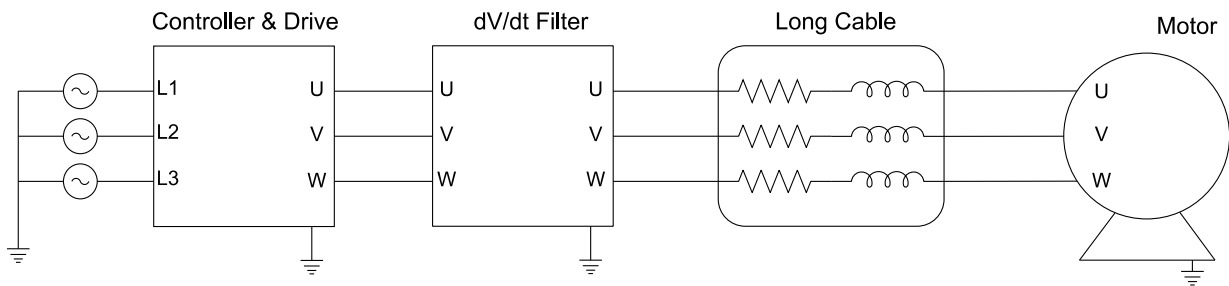 Controller & Drive
dV/dt Filter
Long Cable
Motor
L1
U
U
U
U
L2
V
V
V
V
L3
W
W
W
W